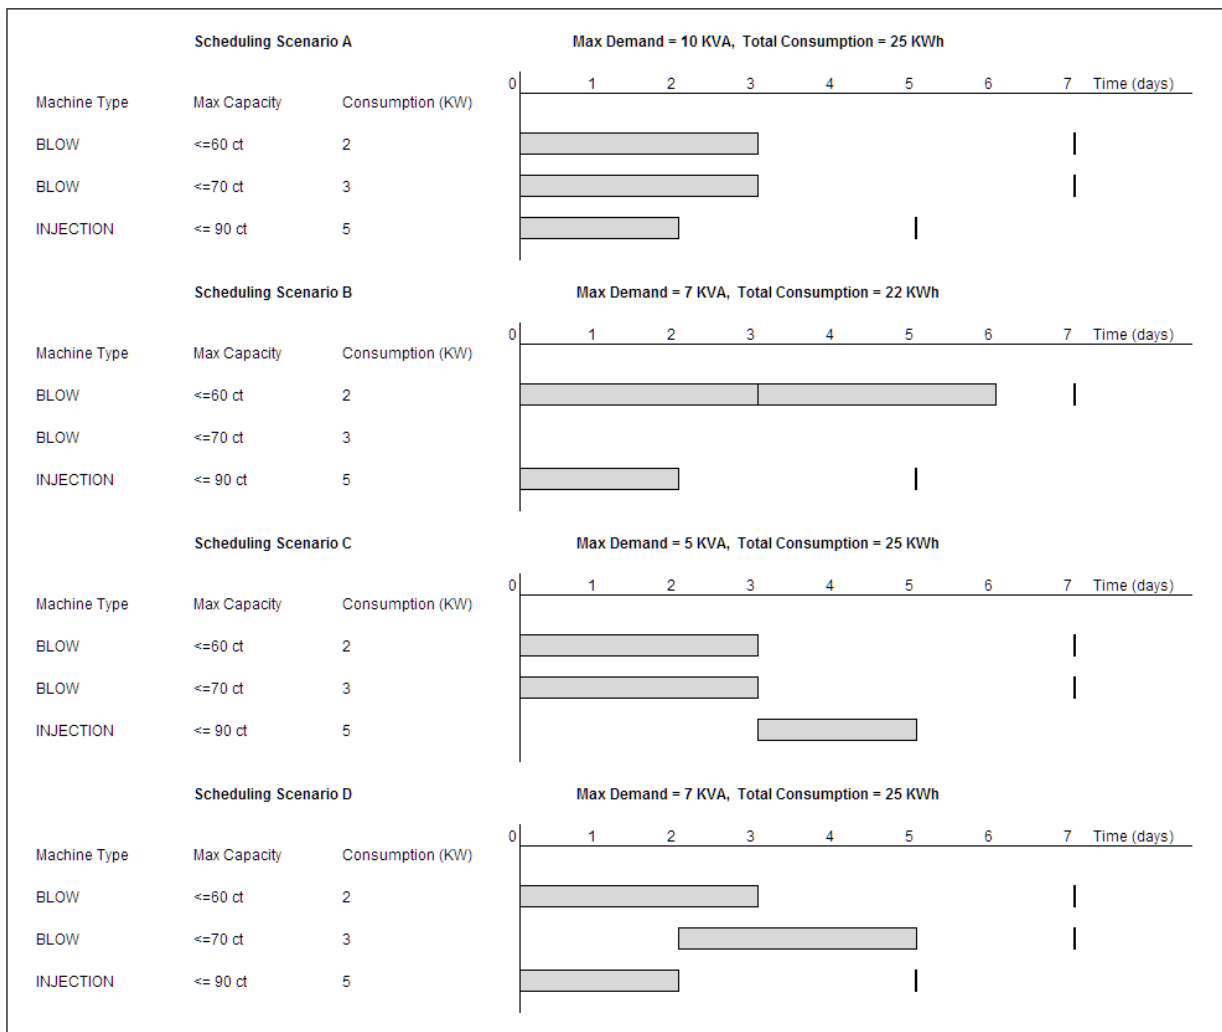 Scheduling Scenario A Max Demand = 10 KVA, Total Consumption = 25 KWh
0 1 2 3 4 5 6 7 Time (days)
Machine Type Max Capacity Consumption (KW)
BLOW <=60 ct 2
BLOW <=70 ct 3
INJECTION <= 90 ct 5
Scheduling Scenario B Max Demand = 7 KVA, Total Consumption = 22 KWh
0 1 2 3 4 5 6 7 Time (days)
Machine Type Max Capacity Consumption (KW)
BLOW <=60 ct 2
BLOW <=70 ct 3
INJECTION <= 90 ct 5
Scheduling Scenario C Max Demand = 5 KVA, Total Consumption = 25 KWh
0 1 2 3 4 5 6 7 Time (days)
Machine Type Max Capacity Consumption (KW)
BLOW <=60 ct 2
BLOW <=70 ct 3
INJECTION <= 90 ct 5
Scheduling Scenario D Max Demand = 7 KVA, Total Consumption = 25 KWh
0 1 2 3 4 5 6 7 Time (days)
Machine Type Max Capacity Consumption (KW)
BLOW <=60 ct 2
BLOW <=70 ct 3
INJECTION <= 90 ct 5